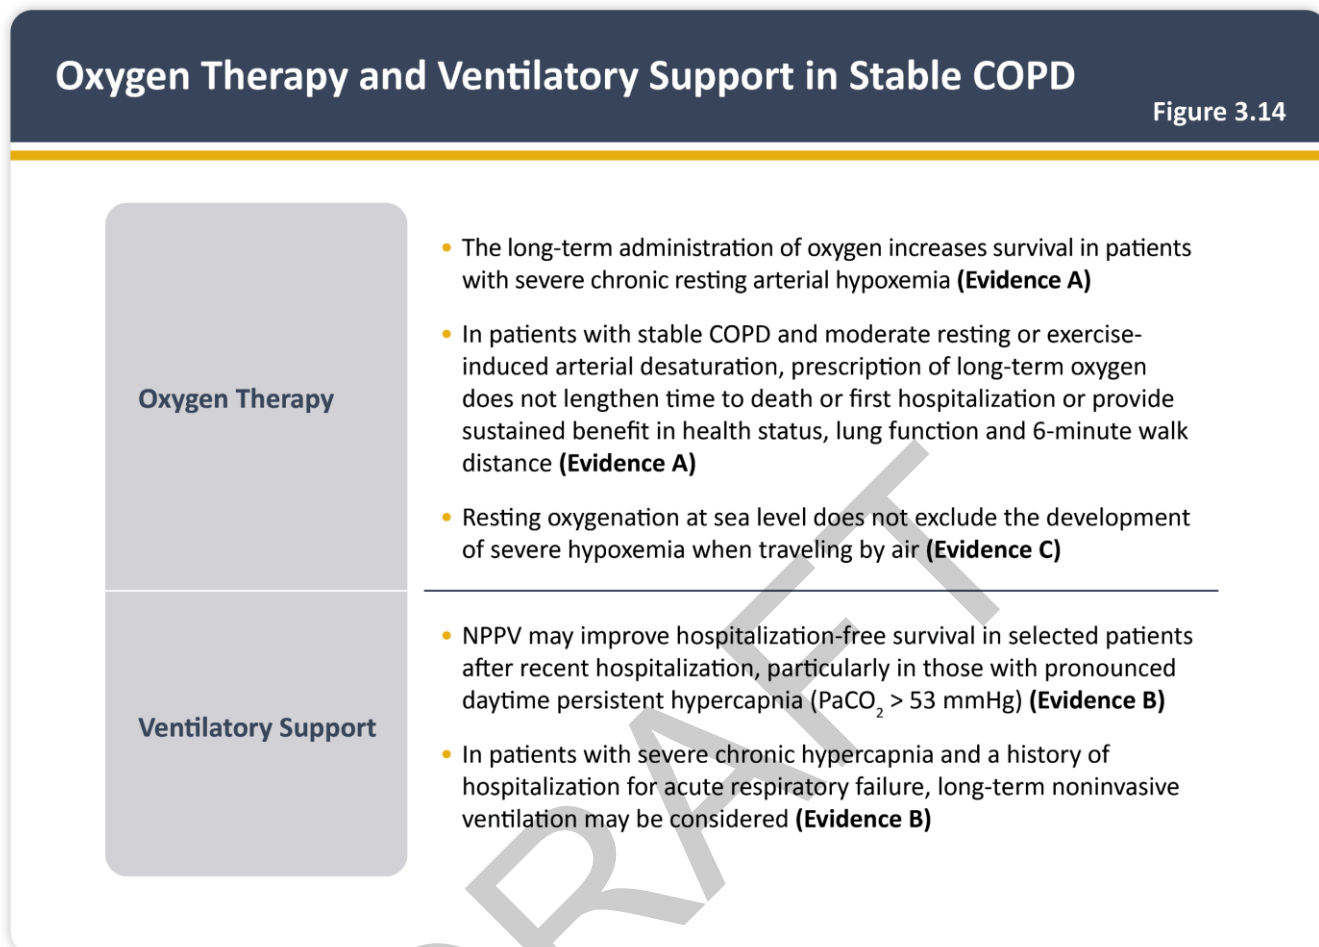 Oxygen Therapy and Ventilatory Support in Stable COPD
Figure 3.14
Oxygen Therapy
• The long-term administration of oxygen increases survival in patients
with severe chronic resting arterial hypoxemia (Evidence A)
• In patients with stable COPD and moderate resting or exercise-
induced arterial desaturation, prescription of long-term oxygen
does not lengthen time to death or first hospitalization or provide
sustained benefit in health status, lung function and 6-minute walk
distance (Evidence A)
• Resting oxygenation at sea level does not exclude the development
of severe hypoxemia when traveling by air (Evidence C)
Ventilatory Support
• NPPV may improve hospitalization-free survival in selected patients
after recent hospitalization, particularly in those with pronounced
daytime persistent hypercapnia (PaCO₂ > 53 mmHg) (Evidence B)
• In patients with severe chronic hypercapnia and a history of
hospitalization for acute respiratory failure, long-term noninvasive
ventilation may be considered (Evidence B)
DRAFT